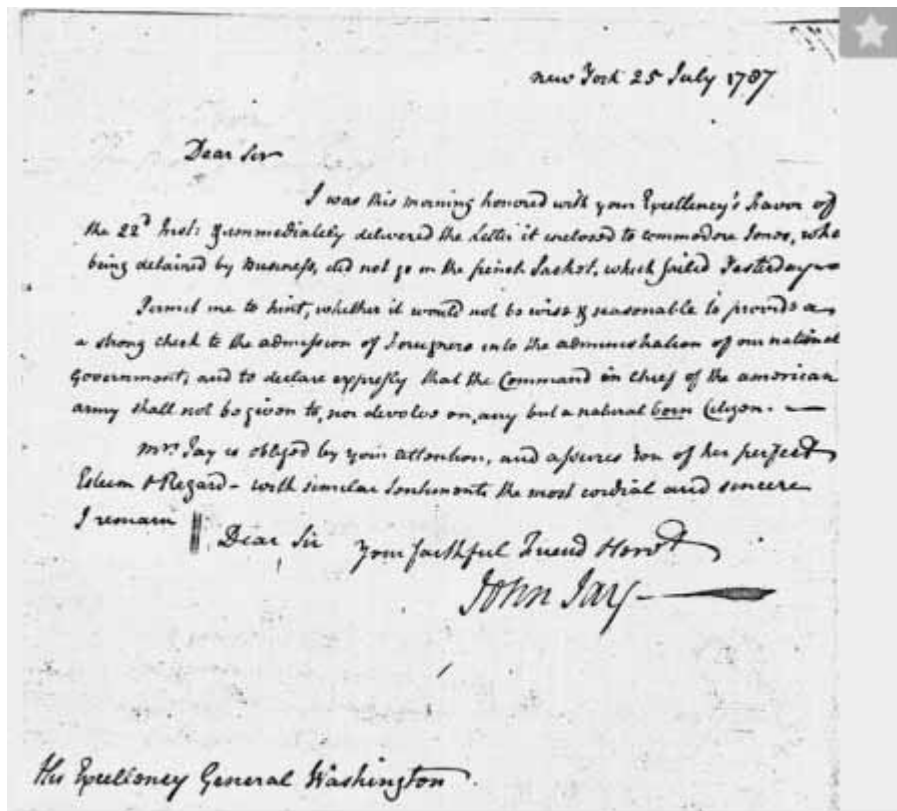 new York 25 July 1787
Dear Sir
I was this morning honored with your Excellency's Favor of
the 22d Inst: & immediately delivered the Letter it enclosed to commodore Jones, who
being detained by Business, did not go in the french Packet, which sailed Yesterday
Permit me to hint, whether it would not be wise & seasonable to provide a
a strong check to the admission of Foreigners into the administration of our national
Government; and to declare expressly that the Command in chief of the american
army shall not be given to, nor devolve on, any but a natural born Citizen.
Mrs. Jay is obliged by your attention, and assures You of her perfect
Esteem & Regard - with similar Sentiments the most cordial and sincere
I remain Dear Sir your faithful Friend & Servt
John Jay
His Excellency General Washington.